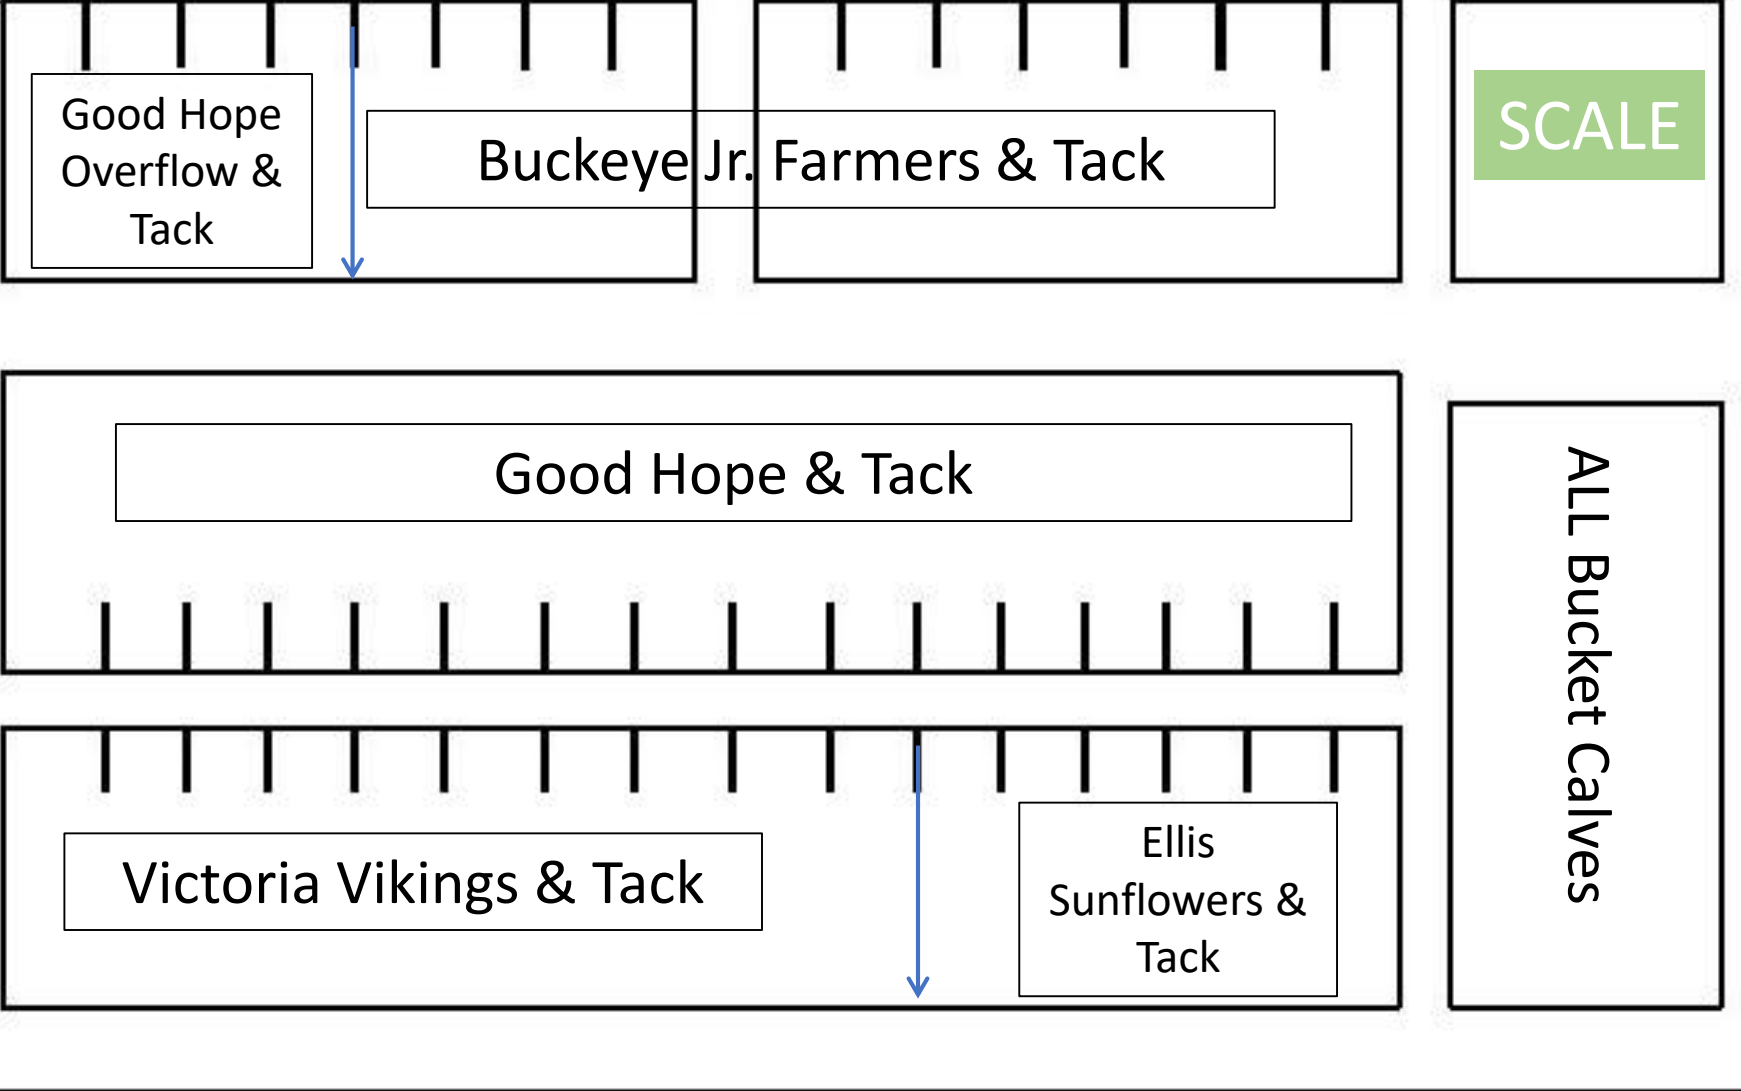 Good Hope
Overflow &
Tack
Buckeye Jr. Farmers & Tack
SCALE
Good Hope & Tack
ALL Bucket Calves
Victoria Vikings & Tack
Ellis
Sunflowers &
Tack